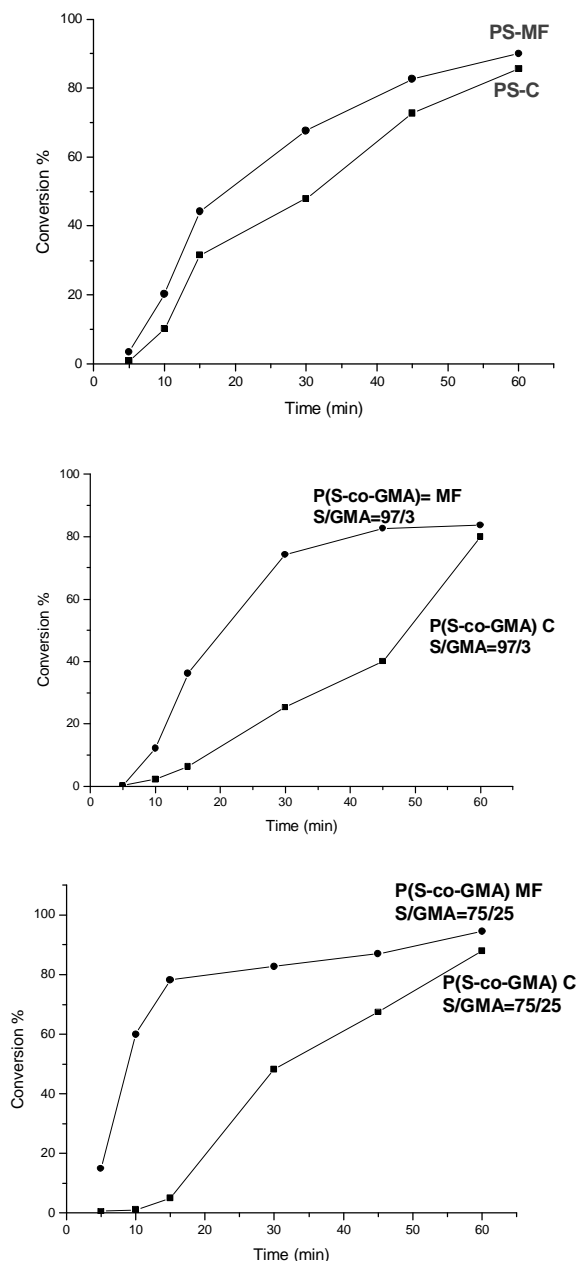 100
PS-MF
80
PS-C
60
40
20
0
Conversion %
0 10 20 30 40 50 60
Time (min)
100
P(S-co-GMA)= MF
S/GMA=97/3
80
60
P(S-co-GMA) C
S/GMA=97/3
40
20
0
Conversion %
0 10 20 30 40 50 60
Time (min)
P(S-co-GMA) MF
S/GMA=75/25
100
80
P(S-co-GMA) C
S/GMA=75/25
60
40
20
0
Conversion %
0 10 20 30 40 50 60
Time (min)